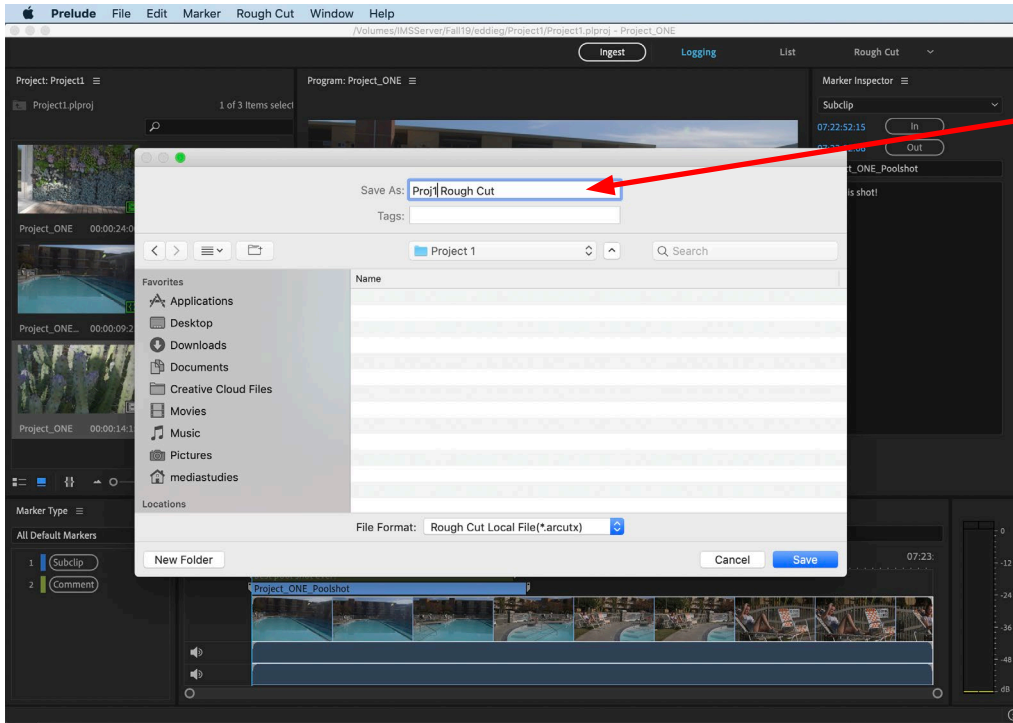 Prelude File Edit Marker Rough Cut Window Help
/Volumes/IMSServer/Fall19/eddieg/Project1/Project1.plproj - Project_ONE
Ingest Logging List Rough Cut
Project: Project1
Program: Project_ONE
Marker Inspector
Project1.plproj
1 of 3 Items select
Subclip
07:22:52:15 In
Out
t_ONE_Poolshot
is shot!
Project_ONE 00:00:24:0
Project_ONE... 00:00:09:2
Project_ONE 00:00:14:1
Save As: Proj1 Rough Cut
Tags:
Project 1
Search
Favorites
Applications
Desktop
Downloads
Documents
Creative Cloud Files
Movies
Music
Pictures
mediastudies
Locations
Name
File Format: Rough Cut Local File(*.arcutx)
New Folder
Cancel
Save
Marker Type
All Default Markers
1 Subclip
2 Comment
07:23:
Project_ONE_Poolshot
0
-12
-24
-36
-48
dB